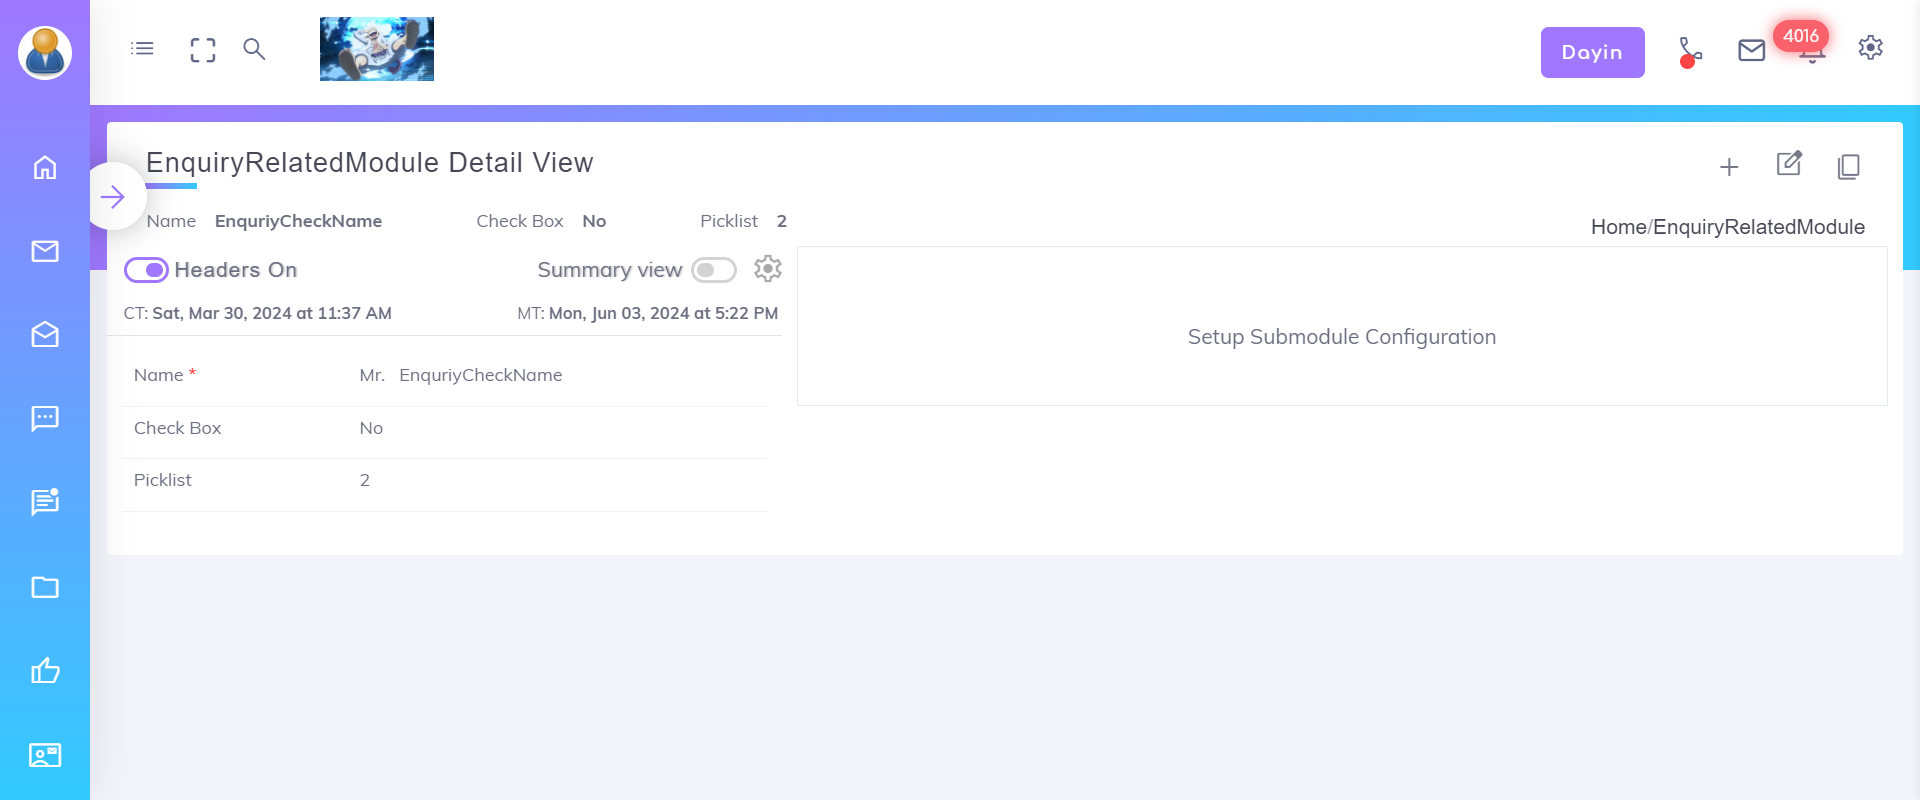 Dayin
4016
EnquiryRelatedModule Detail View
Name EnquriyCheckName Check Box No Picklist 2
Home/EnquiryRelatedModule
Headers On Summary view
CT: Sat, Mar 30, 2024 at 11:37 AM MT: Mon, Jun 03, 2024 at 5:22 PM
Setup Submodule Configuration
Name * Mr. EnquriyCheckName
Check Box No
Picklist 2